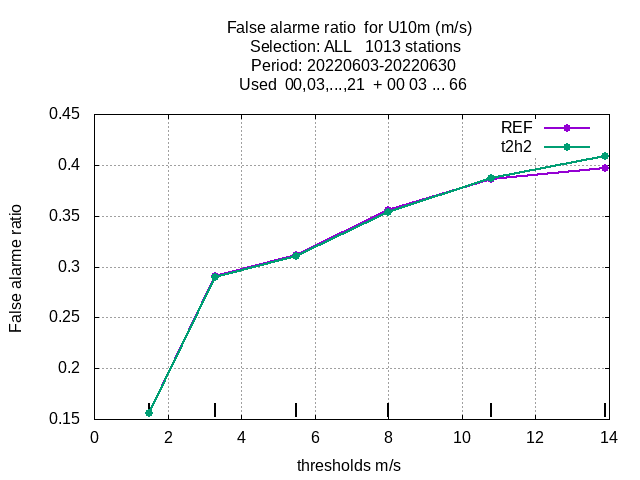 False alarme ratio  for U10m (m/s)
Selection: ALL   1013 stations
Period: 20220603-20220630
Used  00,03,...,21  + 00 03 ... 66
REF
t2h2
False alarme ratio
0.45
0.4
0.35
0.3
0.25
0.2
0.15
0 2 4 6 8 10 12 14
thresholds m/s